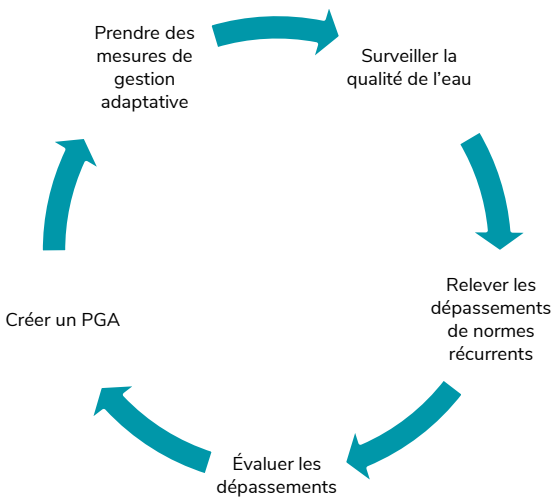 Prendre des
mesures de
gestion
adaptative
Surveiller la
qualité de l'eau
Relever les
dépassements
de normes
récurrents
Évaluer les
dépassements
Créer un PGA